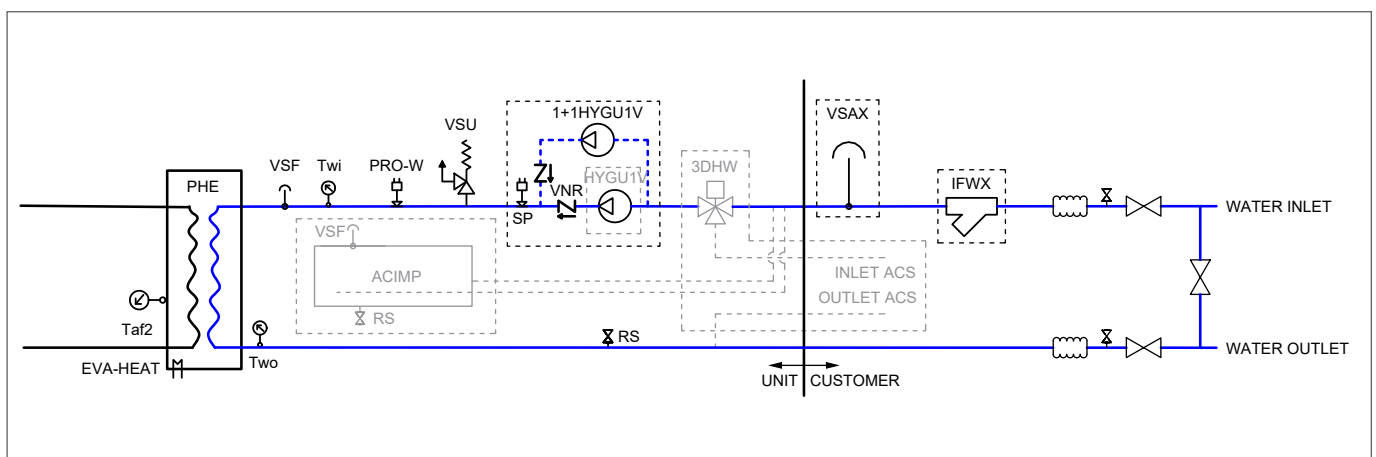 1+1HYGU1V
VSAX
VSU
VSF
Twi
PRO-W
3DHW
PHE
VNR
HYGU1V
IFWX
SP
WATER INLET
VSF
ACIMP
INLET ACS
OUTLET ACS
RS
Taf2
RS
EVA-HEAT
Two
WATER OUTLET
UNIT
CUSTOMER